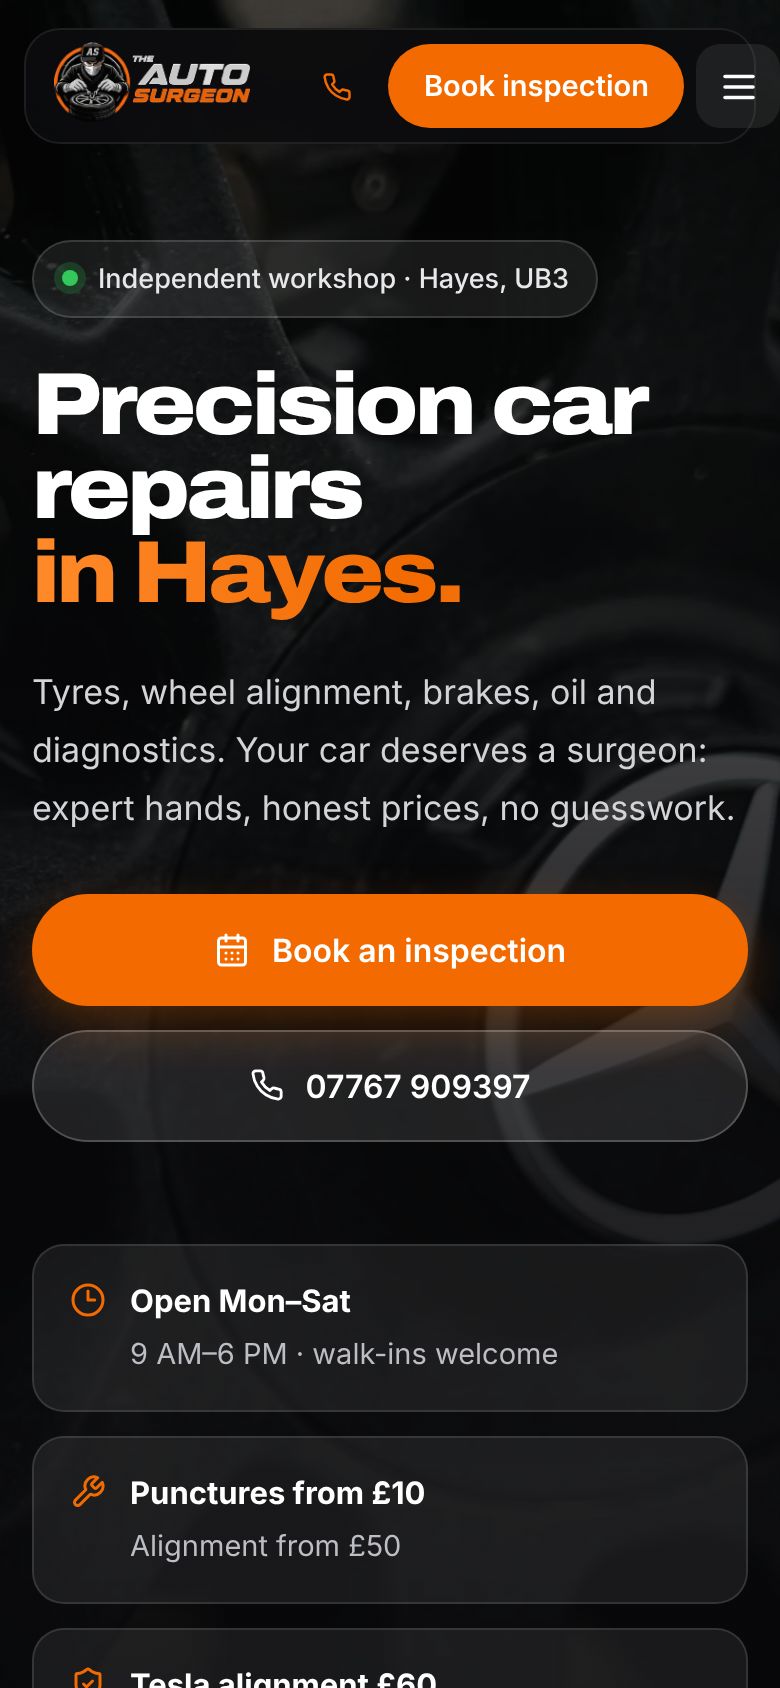 AS
THE
AUTO
SURGEON
Book inspection
Independent workshop · Hayes, UB3
Precision car
repairs
in Hayes.
Tyres, wheel alignment, brakes, oil and
diagnostics. Your car deserves a surgeon:
expert hands, honest prices, no guesswork.
Book an inspection
07767 909397
Open Mon–Sat
9 AM–6 PM · walk-ins welcome
Punctures from £10
Alignment from £50
Tesla alignment £60